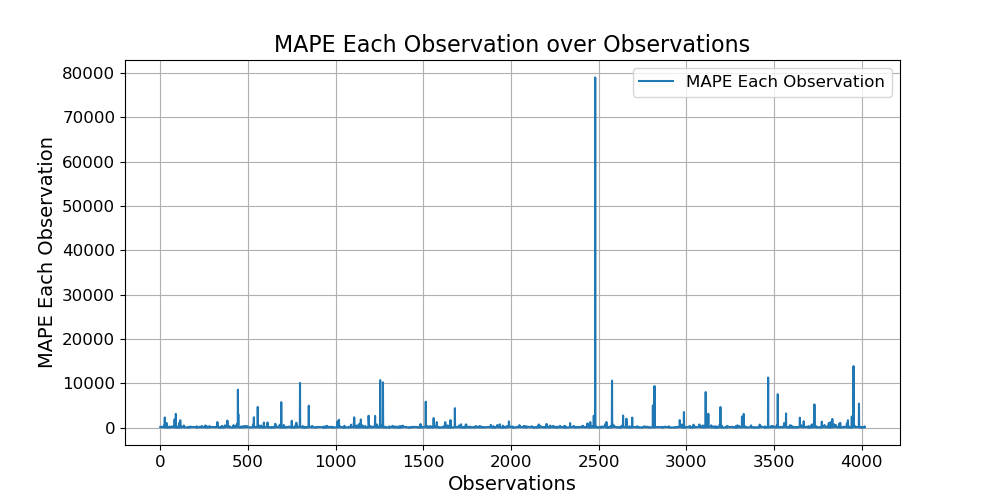 MAPE Each Observation over Observations
MAPE Each Observation
80000
70000
60000
50000
40000
30000
20000
10000
0
MAPE Each Observation
0 500 1000 1500 2000 2500 3000 3500 4000
Observations